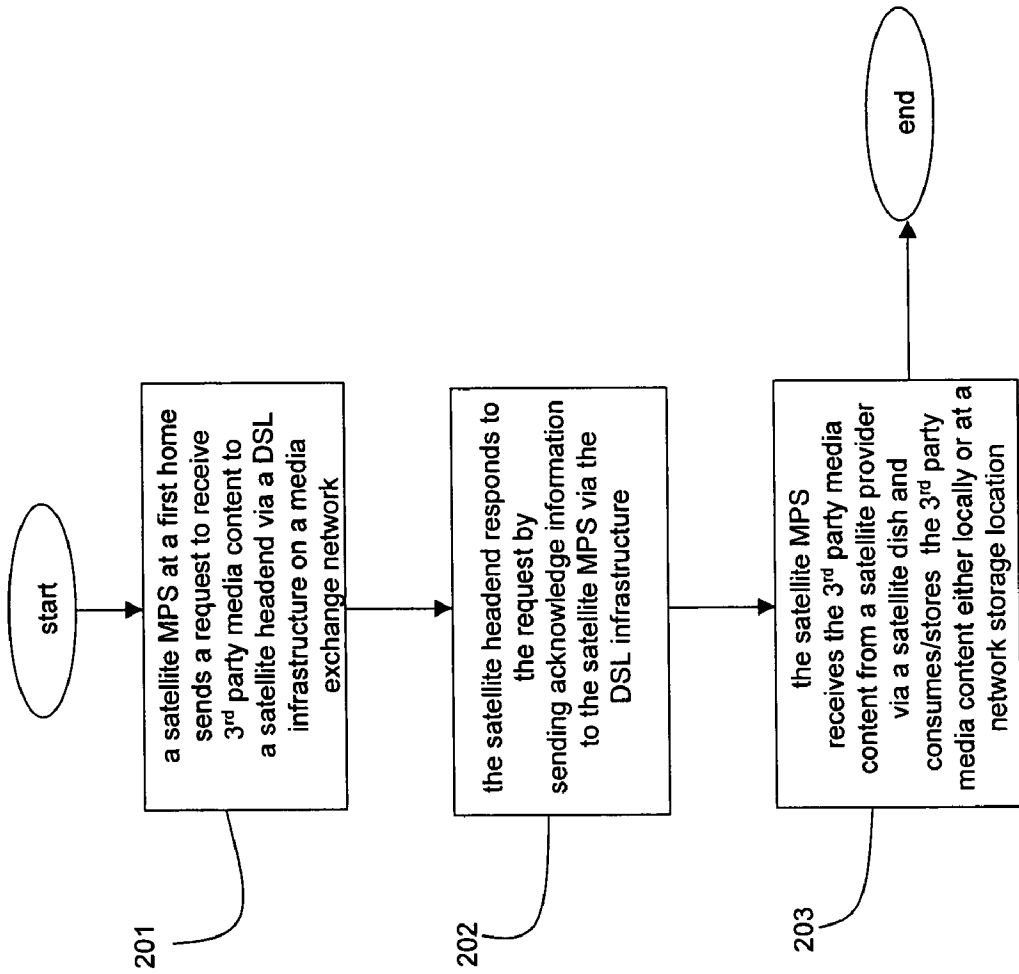 start
a satellite MPS at a first home
sends a request to receive
3rd party media content to
a satellite headend via a DSL
infrastructure on a media
exchange network
201
the satellite headend responds to
the request by
sending acknowledge information
to the satellite MPS via the
DSL infrastructure
202
the satellite MPS
receives the 3rd party media
content from a satellite provider
via a satellite dish and
consumes/stores the 3rd party
media content either locally or at a
network storage location
203
end